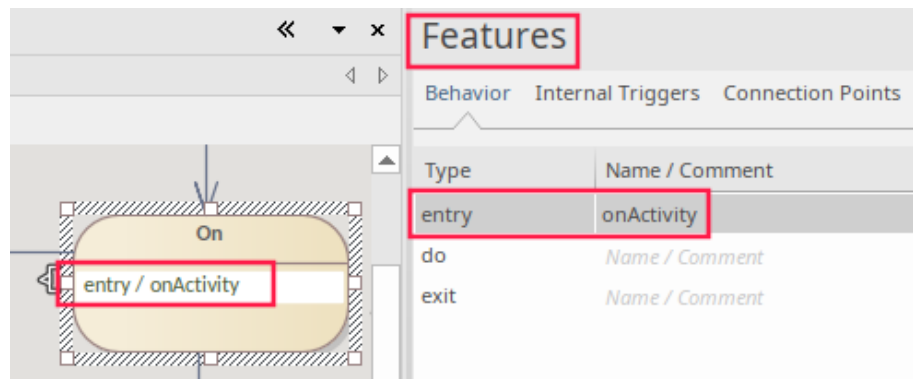 Features
Behavior Internal Triggers Connection Points
Type Name / Comment
entry onActivity
do Name / Comment
exit Name / Comment
On
entry / onActivity